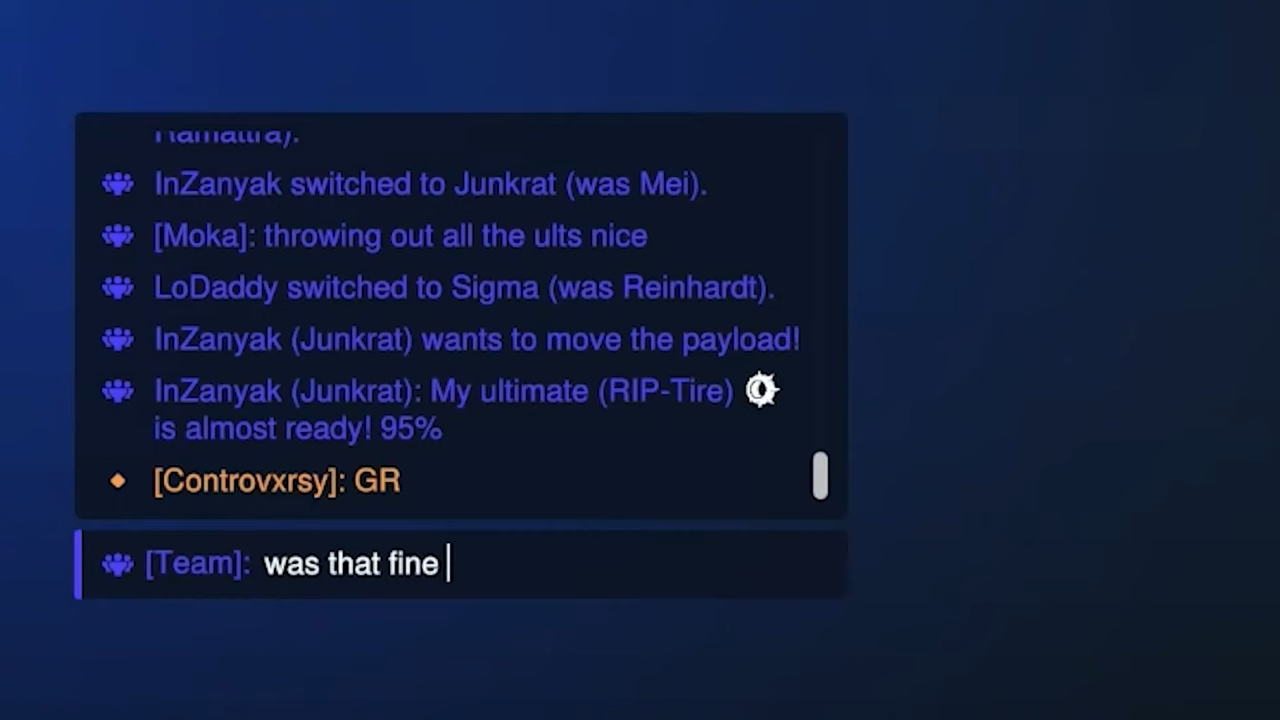 Ramattra).
InZanyak switched to Junkrat (was Mei).
[Moka]: throwing out all the ults nice
LoDaddy switched to Sigma (was Reinhardt).
InZanyak (Junkrat) wants to move the payload!
InZanyak (Junkrat): My ultimate (RIP-Tire)
is almost ready! 95%
[Controvxrsy]: GR
[Team]: was that fine